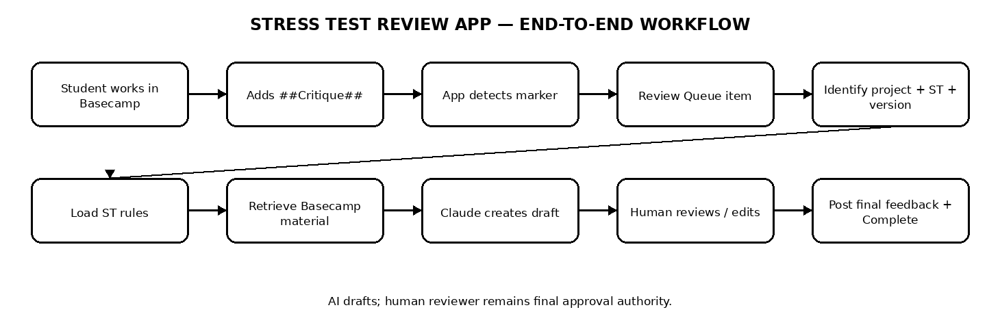 STRESS TEST REVIEW APP — END-TO-END WORKFLOW
Student works in
Basecamp
Adds ##Critique##
App detects marker
Review Queue item
Identify project + ST +
version
Load ST rules
Retrieve Basecamp
material
Claude creates draft
Human reviews / edits
Post final feedback +
Complete
AI drafts; human reviewer remains final approval authority.